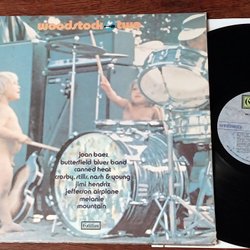 woodstock two
joan baez
butterfield blues band
canned heat
crosby, stills, nash & young
jimi hendrix
jefferson airplane
melanie
mountain